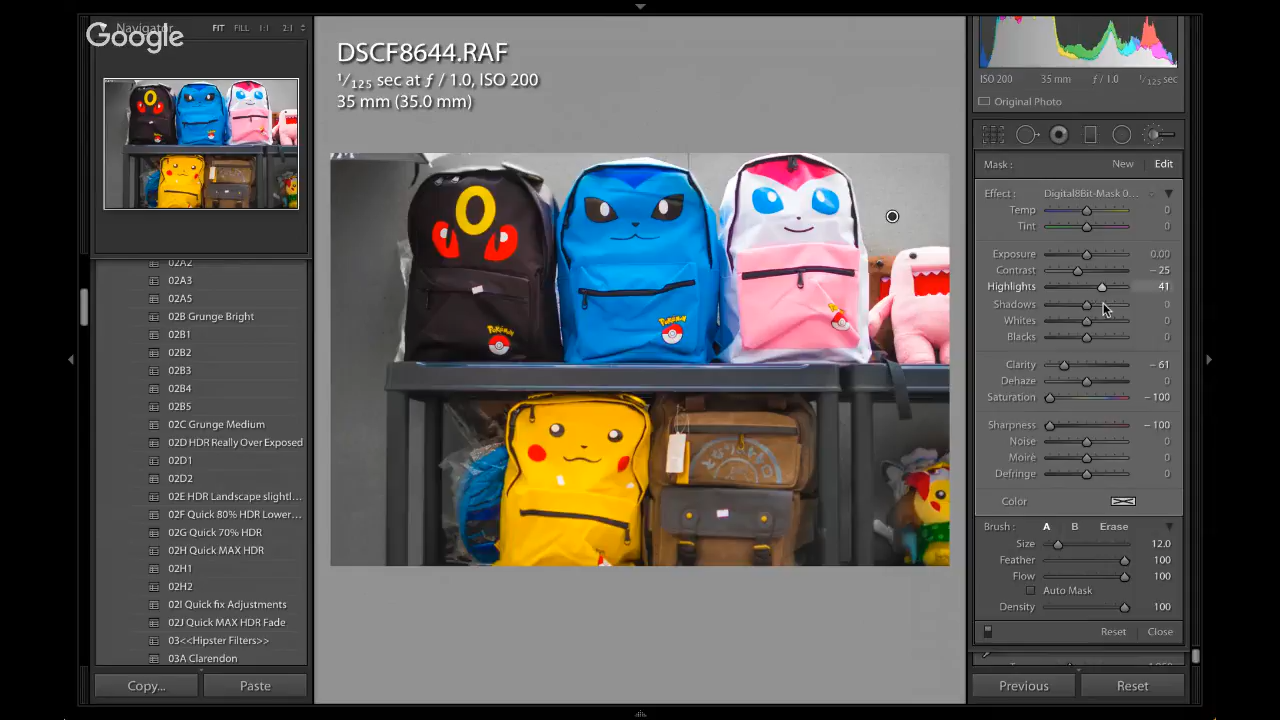 Navigator
FIT FILL 1:1 2:1
Google
DSCF8644.RAF
1/125 sec at ƒ / 1.0, ISO 200
35 mm (35.0 mm)
ISO 200 35 mm ƒ / 1.0 1/125 sec
Original Photo
Mask : New Edit
Effect : Digital8Bit-Mask 0...
Temp 0
Tint 0
Exposure 0.00
Contrast − 25
Highlights 41
Shadows 0
Whites 0
Blacks 0
Clarity − 61
Dehaze 0
Saturation − 100
Sharpness − 100
Noise 0
Moiré 0
Defringe 0
Color
Brush : A B Erase
Size 12.0
Feather 100
Flow 100
Auto Mask
Density 100
Reset Close
Previous Reset
02A2
02A3
02A5
02B Grunge Bright
02B1
02B2
02B3
02B4
02B5
02C Grunge Medium
02D HDR Really Over Exposed
02D1
02D2
02E HDR Landscape slightl...
02F Quick 80% HDR Lower...
02G Quick 70% HDR
02H Quick MAX HDR
02H1
02H2
02I Quick fix Adjustments
02J Quick MAX HDR Fade
03<<Hipster Filters>>
03A Clarendon
Copy... Paste
Pokémon
Pokémon